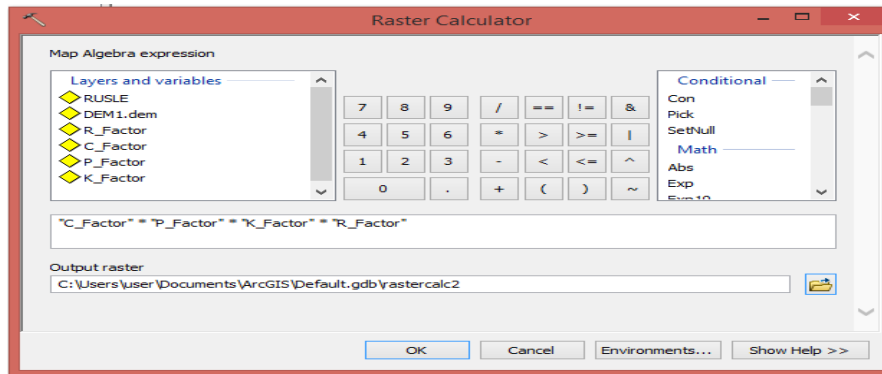 Raster Calculator
Map Algebra expression
Layers and variables
RUSLE
DEM1.dem
R_Factor
C_Factor
P_Factor
K_Factor
7 8 9 / == != &
4 5 6 * > >= |
1 2 3 - < <= ^
0 . + ( ) ~
Conditional
Con
Pick
SetNull
Math
Abs
Exp
Exp10
"C_Factor" * "P_Factor" * "K_Factor" * "R_Factor"
Output raster
C:\Users\user\Documents\ArcGIS\Default.gdb\rastercalc2
OK Cancel Environments... Show Help >>